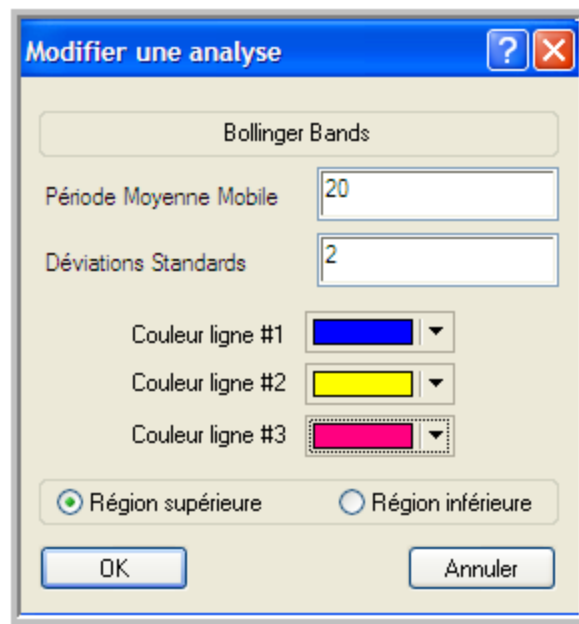 Modifier une analyse
Bollinger Bands
Période Moyenne Mobile 20
Déviations Standards 2
Couleur ligne #1
Couleur ligne #2
Couleur ligne #3
Région supérieure Région inférieure
OK Annuler